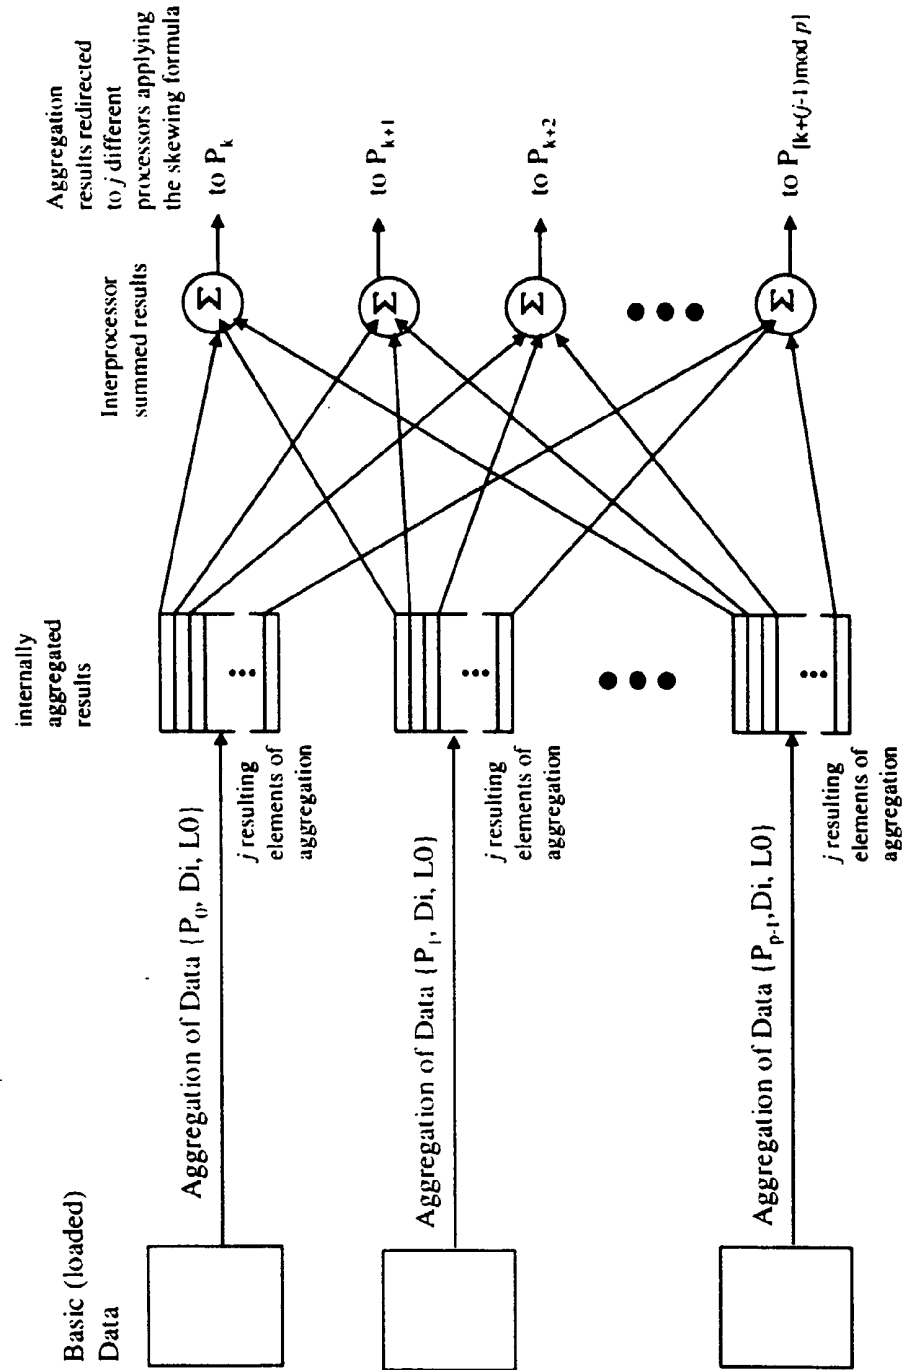 Basic (loaded)
Data
internally
aggregated
results
Interprocessor
summed results
Aggregation
results redirected
to j different
processors applying
the skewing formula
Aggregation of Data {P0, Di, L0}
j resulting
elements of
aggregation
Σ
to Pk
Aggregation of Data {P1, Di, L0}
j resulting
elements of
aggregation
Σ
to Pk+1
Σ
to Pk+2
Aggregation of Data {Pp-1,Di, L0}
j resulting
elements of
aggregation
Σ
to P[k+(j-1)mod p]